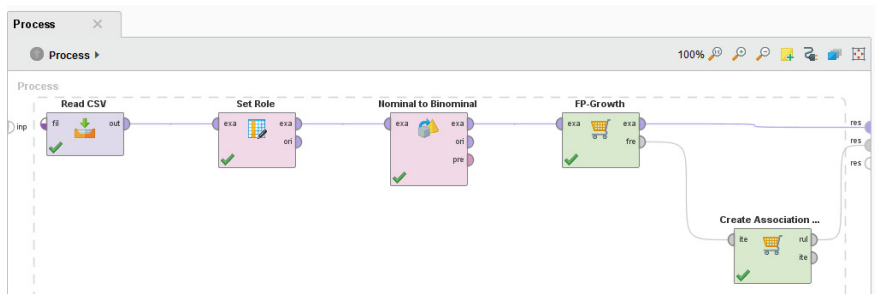 Process
Process
100%
Process
Read CSV
Set Role
Nominal to Binominal
FP-Growth
inp
fil
out
exa
exa
ori
exa
exa
ori
pre
exa
exa
fre
res
res
res
Create Association ...
ite
rul
ite